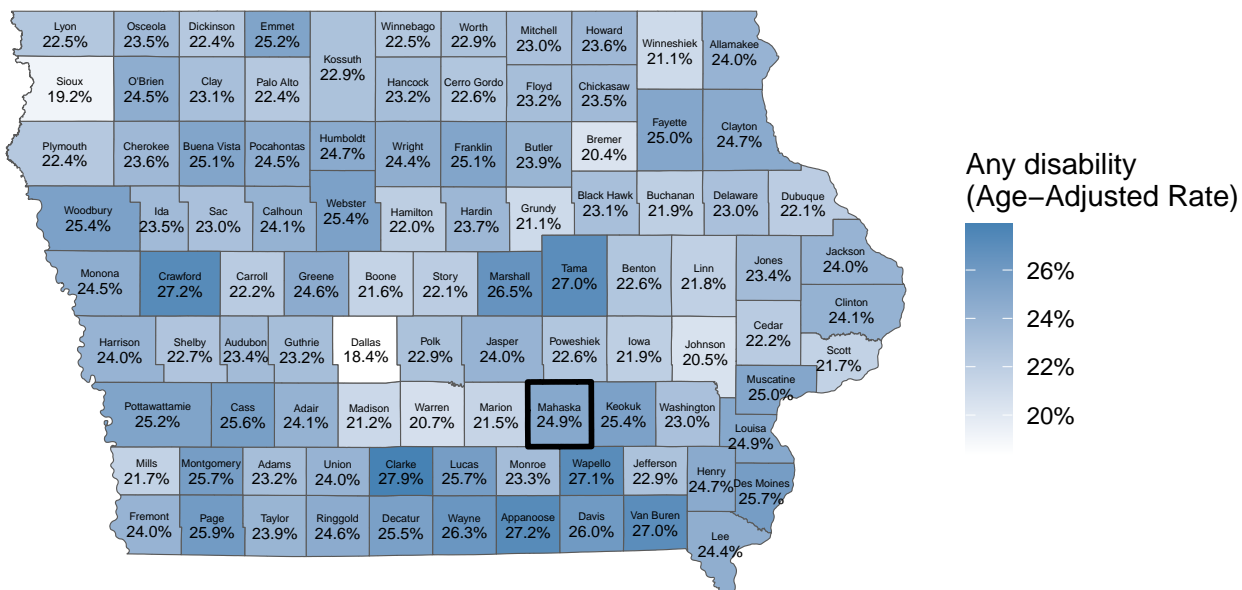 Lyon
22.5%
Osceola
23.5%
Dickinson
22.4%
Emmet
25.2%
Kossuth
22.9%
Winnebago
22.5%
Worth
22.9%
Mitchell
23.0%
Howard
23.6%
Winneshiek
21.1%
Allamakee
24.0%
Sioux
19.2%
O'Brien
24.5%
Clay
23.1%
Palo Alto
22.4%
Hancock
23.2%
Cerro Gordo
22.6%
Floyd
23.2%
Chickasaw
23.5%
Plymouth
22.4%
Cherokee
23.6%
Buena Vista
25.1%
Pocahontas
24.5%
Humboldt
24.7%
Wright
24.4%
Franklin
25.1%
Butler
23.9%
Bremer
20.4%
Fayette
25.0%
Clayton
24.7%
Woodbury
25.4%
Ida
23.5%
Sac
23.0%
Calhoun
24.1%
Webster
25.4%
Hamilton
22.0%
Hardin
23.7%
Grundy
21.1%
Black Hawk
23.1%
Buchanan
21.9%
Delaware
23.0%
Dubuque
22.1%
Monona
24.5%
Crawford
27.2%
Carroll
22.2%
Greene
24.6%
Boone
21.6%
Story
22.1%
Marshall
26.5%
Tama
27.0%
Benton
22.6%
Linn
21.8%
Jones
23.4%
Jackson
24.0%
Clinton
24.1%
Harrison
24.0%
Shelby
22.7%
Audubon
23.4%
Guthrie
23.2%
Dallas
18.4%
Polk
22.9%
Jasper
24.0%
Poweshiek
22.6%
Iowa
21.9%
Johnson
20.5%
Cedar
22.2%
Scott
21.7%
Muscatine
25.0%
Pottawattamie
25.2%
Cass
25.6%
Adair
24.1%
Madison
21.2%
Warren
20.7%
Marion
21.5%
Mahaska
24.9%
Keokuk
25.4%
Washington
23.0%
Louisa
24.9%
Mills
21.7%
Montgomery
25.7%
Adams
23.2%
Union
24.0%
Clarke
27.9%
Lucas
25.7%
Monroe
23.3%
Wapello
27.1%
Jefferson
22.9%
Henry
24.7%
Des Moines
25.7%
Fremont
24.0%
Page
25.9%
Taylor
23.9%
Ringgold
24.6%
Decatur
25.5%
Wayne
26.3%
Appanoose
27.2%
Davis
26.0%
Van Buren
27.0%
Lee
24.4%
Any disability
(Age−Adjusted Rate)
26%
24%
22%
20%